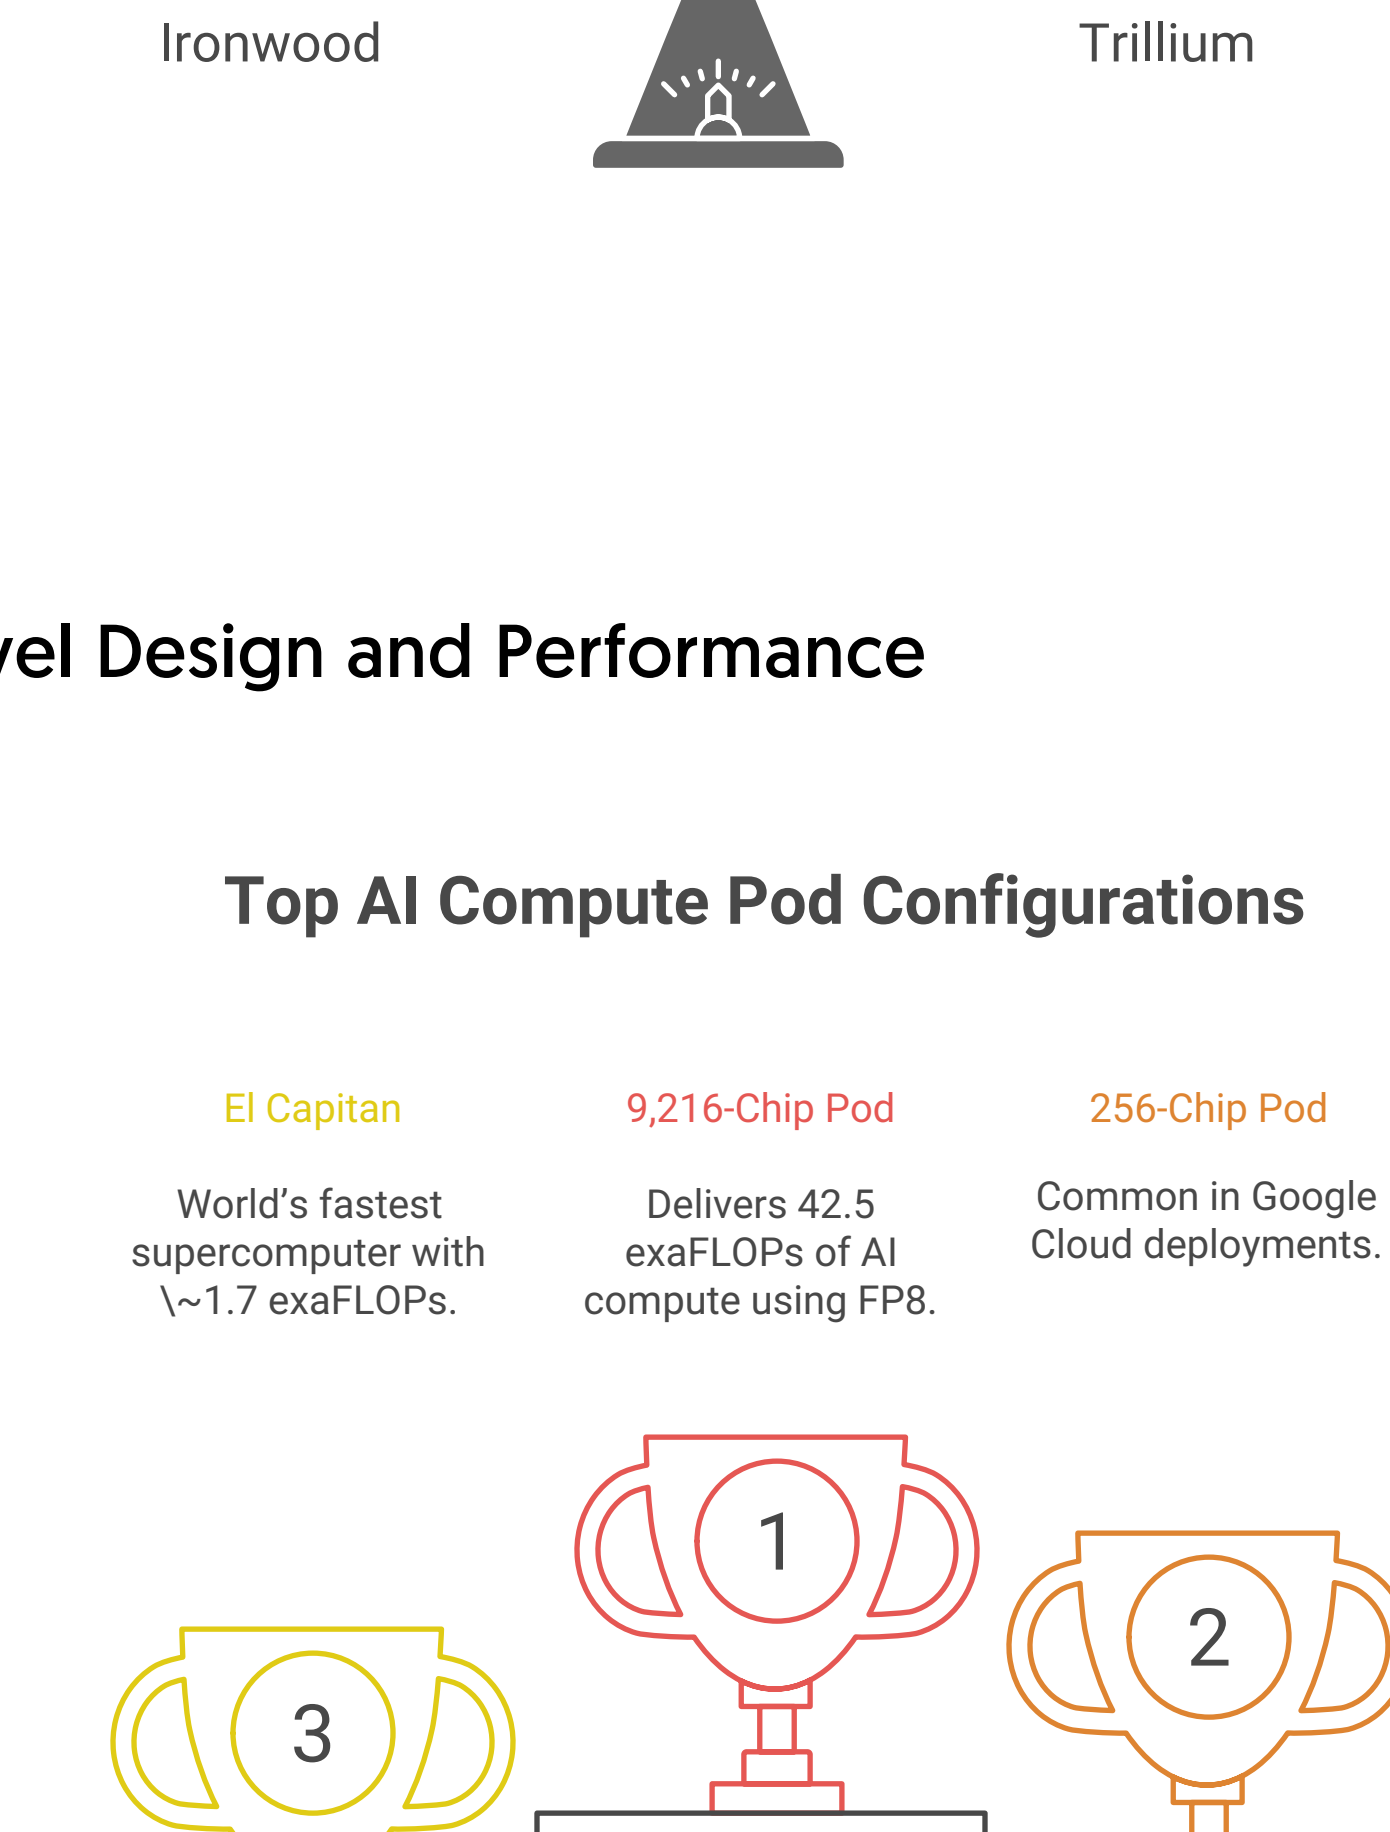 Ironwood
Trillium
vel Design and Performance
Top AI Compute Pod Configurations
El Capitan
World’s fastest
supercomputer with
\~1.7 exaFLOPs.
9,216-Chip Pod
Delivers 42.5
exaFLOPs of AI
compute using FP8.
256-Chip Pod
Common in Google
Cloud deployments.
1
2
3